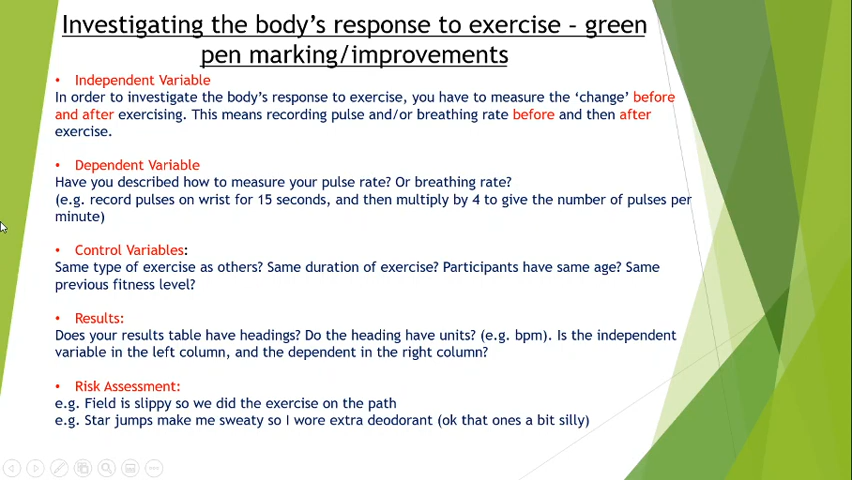 Investigating the body's response to exercise – green
pen marking/improvements
• Independent Variable
In order to investigate the body's response to exercise, you have to measure the 'change' before
and after exercising. This means recording pulse and/or breathing rate before and then after
exercise.
• Dependent Variable
Have you described how to measure your pulse rate? Or breathing rate?
(e.g. record pulses on wrist for 15 seconds, and then multiply by 4 to give the number of pulses per
minute)
• Control Variables:
Same type of exercise as others? Same duration of exercise? Participants have same age? Same
previous fitness level?
• Results:
Does your results table have headings? Do the heading have units? (e.g. bpm). Is the independent
variable in the left column, and the dependent in the right column?
• Risk Assessment:
e.g. Field is slippy so we did the exercise on the path
e.g. Star jumps make me sweaty so I wore extra deodorant (ok that ones a bit silly)